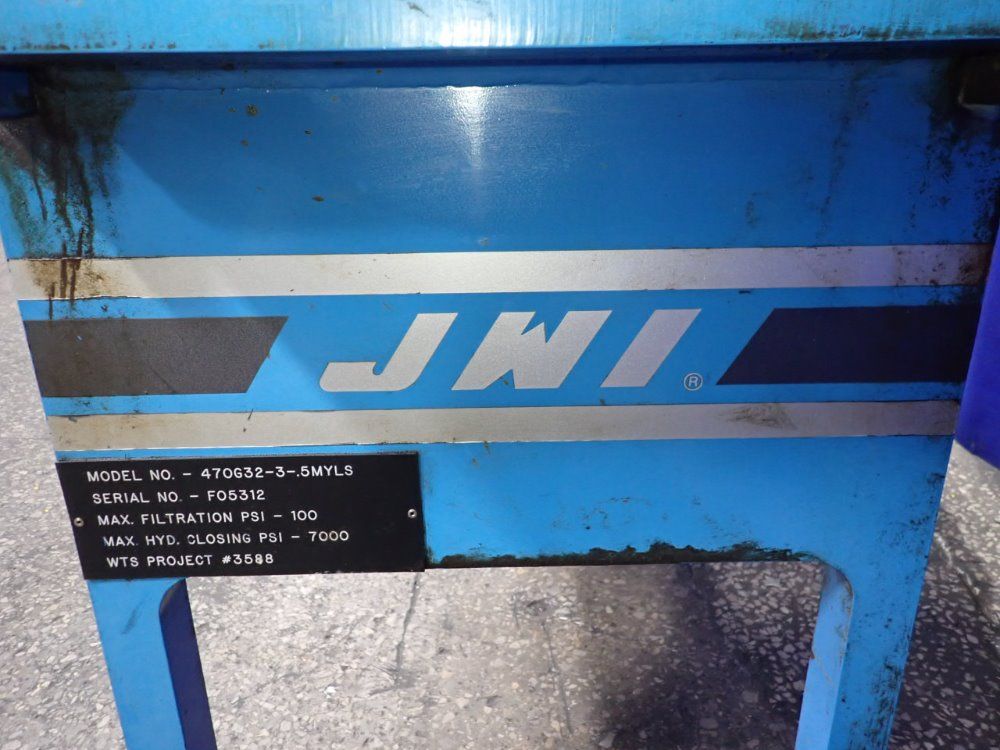 JWI ®
MODEL NO. - 470G32-3-.5MYLS
SERIAL NO. - F05312
MAX. FILTRATION PSI - 100
MAX. HYD. CLOSING PSI - 7000
WTS PROJECT #3588